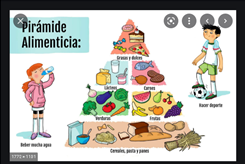 Pirámide
Alimenticia:
Grasas y dulces
Lácteos
Carnes
Verduras
Frutas
Cereales, pasta y panes
Beber mucha agua
Hacer deporte